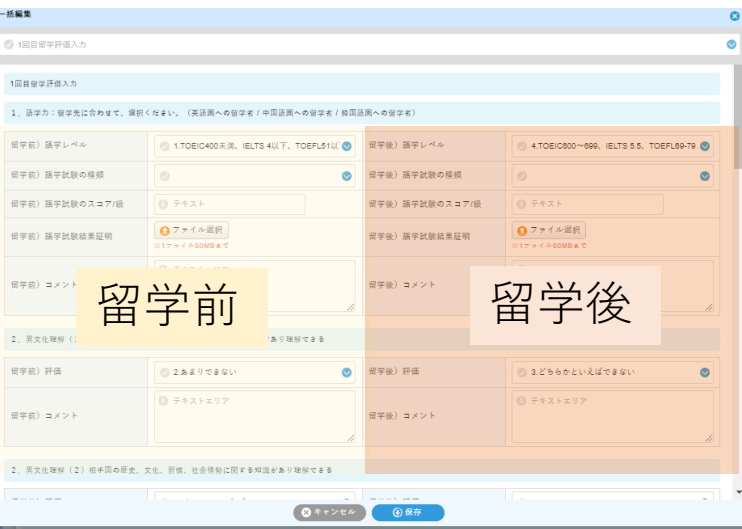 一括編集
1回目留学評価入力
1回目留学評価入力
1、語学力：留学先に合わせて、選択ください。（英語圏への留学者 / 中国語圏への留学者 / 韓国語圏への留学者）
留学前）語学レベル 1.TOEIC400未満、IELTS 4以下、TOEFL51以 留学後）語学レベル 4.TOEIC600～699、IELTS 5.5、TOEFL69-79
留学前）語学試験の種類 留学後）語学試験の種類
留学前）語学試験のスコア/級 テキスト 留学後）語学試験のスコア/級 テキスト
留学前）語学試験結果証明 ファイル選択 留学後）語学試験結果証明 ファイル選択
※1ファイル50MBまで ※1ファイル50MBまで
留学前）コメント 留学後）コメント
留学前 留学後
2、異文化理解（ があり理解できる
留学前）評価 2.あまりできない 留学後）評価 3.どちらかといえばできない
留学前）コメント テキストエリア 留学後）コメント テキストエリア
2、異文化理解（2）相手国の歴史、文化、習慣、社会情勢に関する知識があり理解できる
キャンセル 保存